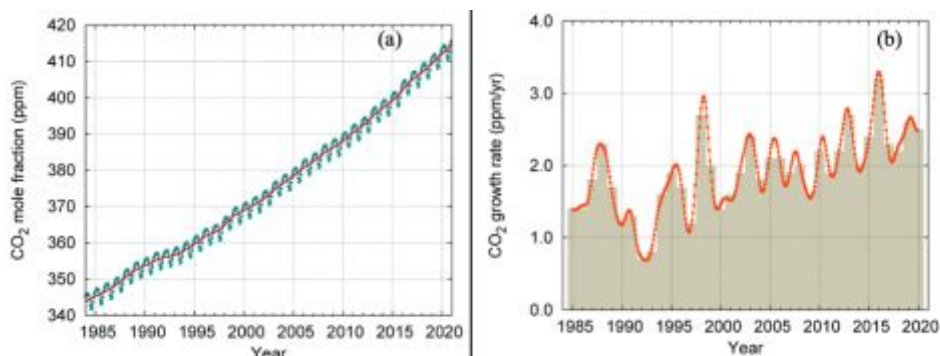 (a)
CO2 mole fraction (ppm)
420
410
400
390
380
370
360
350
340
1985 1990 1995 2000 2005 2010 2015 2020
Year
(b)
CO2 growth rate (ppm/yr)
4.0
3.0
2.0
1.0
0.0
1985 1990 1995 2000 2005 2010 2015 2020
Year